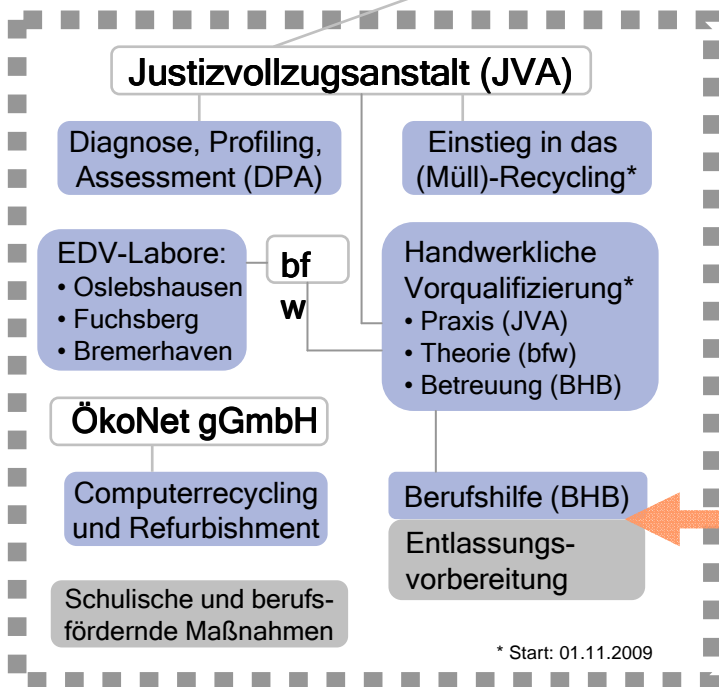 Justizvollzugsanstalt (JVA)
Diagnose, Profiling,
Assessment (DPA)
Einstieg in das
(Müll)-Recycling*
EDV-Labore:
• Oslebshausen
• Fuchsberg
• Bremerhaven
bf
w
Handwerkliche
Vorqualifizierung*
• Praxis (JVA)
• Theorie (bfw)
• Betreuung (BHB)
ÖkoNet gGmbH
Computerrecycling
und Refurbishment
Berufshilfe (BHB)
Entlassungs-
vorbereitung
Schulische und berufs-
fördernde Maßnahmen
* Start: 01.11.2009